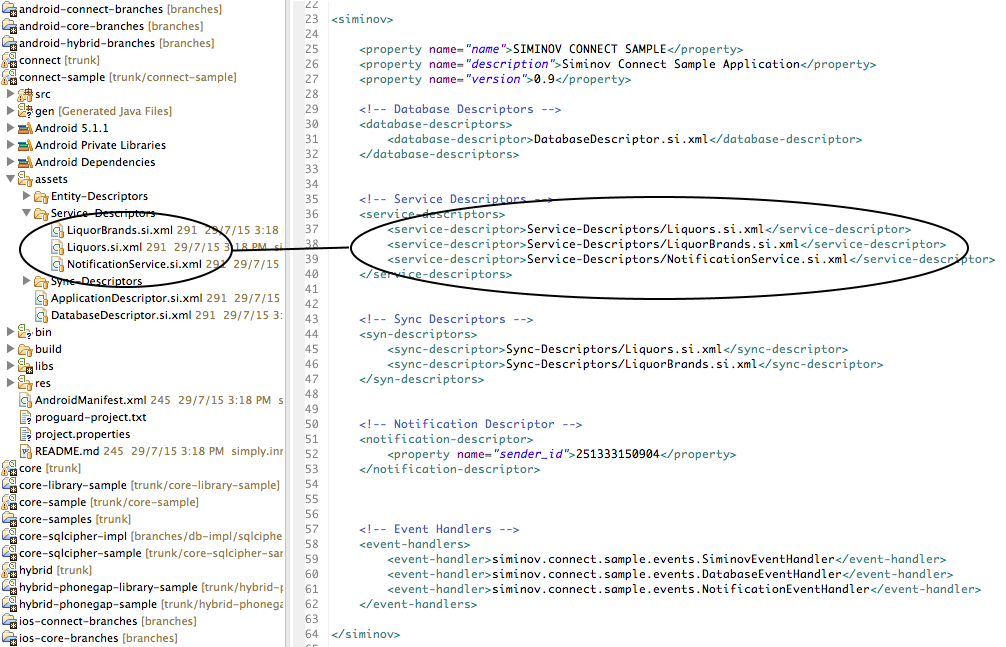 android-connect-branches [branches]
android-core-branches [branches]
android-hybrid-branches [branches]
connect [trunk]
connect-sample [trunk/connect-sample]
src
gen [Generated Java Files]
Android 5.1.1
Android Private Libraries
Android Dependencies
assets
Entity-Descriptors
Service-Descriptors
LiquorBrands.si.xml 291 29/7/15 3:18
Liquors.si.xml 291 29/7/15 3:18 PM si
NotificationService.si.xml 291 29/7/15
Sync-Descriptors
ApplicationDescriptor.si.xml 291 29/7/15
DatabaseDescriptor.si.xml 291 29/7/15 3:
bin
build
libs
res
AndroidManifest.xml 245 29/7/15 3:18 PM s
proguard-project.txt
project.properties
README.md 245 29/7/15 3:18 PM simply.inr
core [trunk]
core-library-sample [trunk/core-library-sample]
core-sample [trunk/core-sample]
core-samples [trunk]
core-sqlcipher-impl [branches/db-impl/sqlciphe
core-sqlcipher-sample [trunk/core-sqlcipher-sar
hybrid [trunk]
hybrid-phonegap-library-sample [trunk/hybrid-p
hybrid-phonegap-sample [trunk/hybrid-phonega
ios-connect-branches [branches]
ios-core-branches [branches]
22
23 <siminov>
24
25 <property name="name">SIMINOV CONNECT SAMPLE</property>
26 <property name="description">Siminov Connect Sample Application</property>
27 <property name="version">0.9</property>
28
29 <!-- Database Descriptors -->
30 <database-descriptors>
31 <database-descriptor>DatabaseDescriptor.si.xml</database-descriptor>
32 </database-descriptors>
33
34
35 <!-- Service Descriptors -->
36 <service-descriptors>
37 <service-descriptor>Service-Descriptors/Liquors.si.xml</service-descriptor>
38 <service-descriptor>Service-Descriptors/LiquorBrands.si.xml</service-descriptor>
39 <service-descriptor>Service-Descriptors/NotificationService.si.xml</service-descriptor>
40 </service-descriptors>
41
42
43 <!-- Sync Descriptors -->
44 <syn-descriptors>
45 <sync-descriptor>Sync-Descriptors/Liquors.si.xml</sync-descriptor>
46 <sync-descriptor>Sync-Descriptors/LiquorBrands.si.xml</sync-descriptor>
47 </syn-descriptors>
48
49
50 <!-- Notification Descriptor -->
51 <notification-descriptor>
52 <property name="sender_id">251333150904</property>
53 </notification-descriptor>
54
55
56
57 <!-- Event Handlers -->
58 <event-handlers>
59 <event-handler>siminov.connect.sample.events.SiminovEventHandler</event-handler>
60 <event-handler>siminov.connect.sample.events.DatabaseEventHandler</event-handler>
61 <event-handler>siminov.connect.sample.events.NotificationEventHandler</event-handler>
62 </event-handlers>
63
64 </siminov>